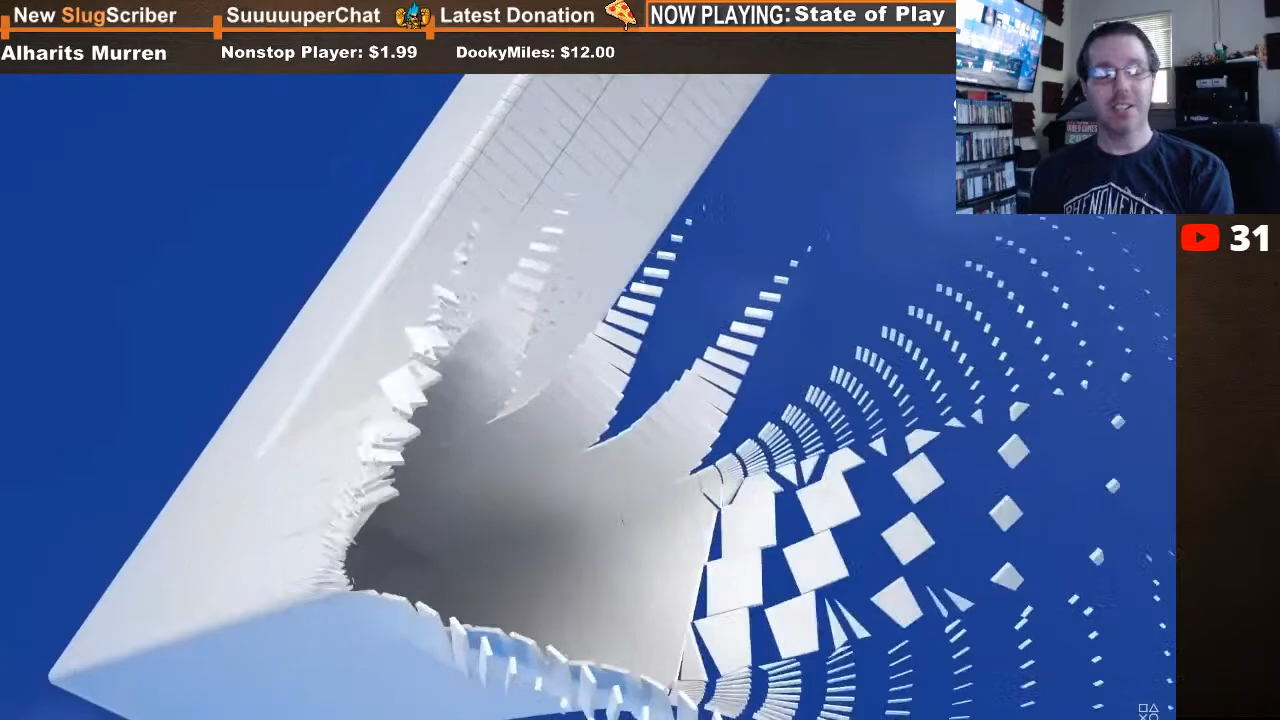 New SlugScriber
SuuuuuperChat
Latest Donation
NOW PLAYING: State of Play
Alharits Murren
Nonstop Player: $1.99
DookyMiles: $12.00
31
PHENOMENA